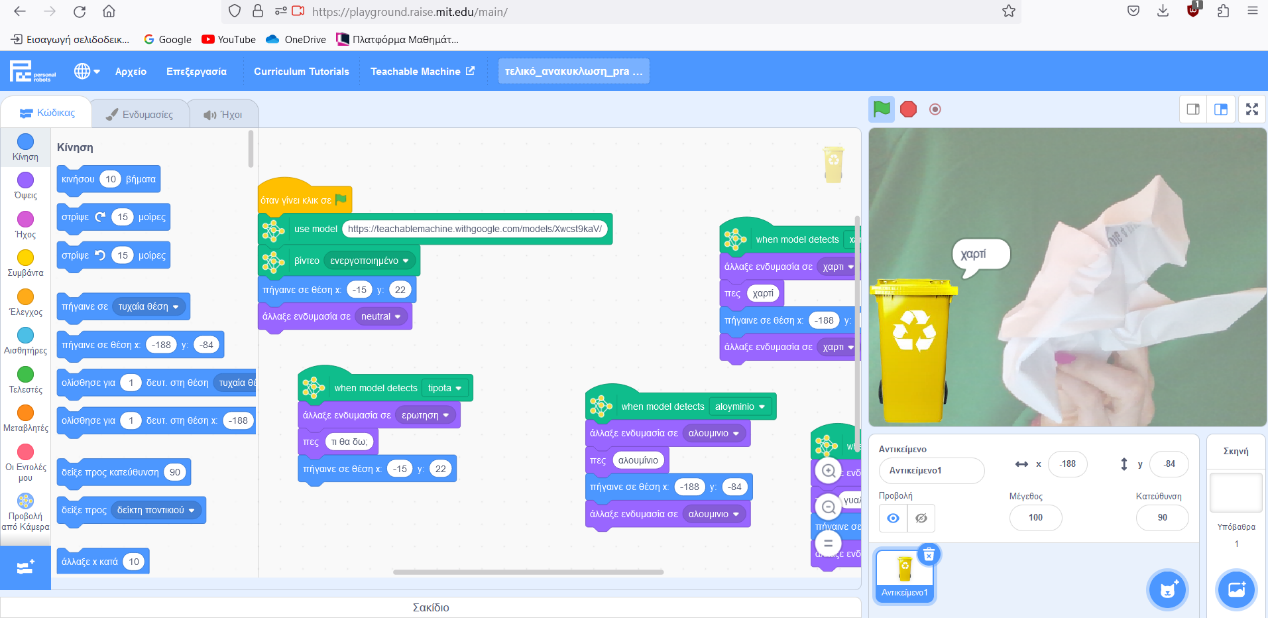 https://playground.raise.mit.edu/main/
1
Εισαγωγή σελιδοδεικ...
Google
YouTube
OneDrive
Πλατφόρμα Μαθημάτ...
personal robots
Αρχείο
Επεξεργασία
Curriculum Tutorials
Teachable Machine
τελικό_ανακυκλωση_pra ...
Κώδικας
Ενδυμασίες
Ήχοι
Κίνηση
Όψεις
Ήχος
Συμβάντα
Έλεγχος
Αισθητήρες
Τελεστές
Μεταβλητές
Οι Εντολές
μου
Προβολή
από Κάμερα
Κίνηση
κινήσου 10 βήματα
στρίψε 15 μοίρες
στρίψε 15 μοίρες
πήγαινε σε τυχαία θέση
πήγαινε σε θέση x: -188 y: -84
ολίσθησε για 1 δευτ. στη θέση τυχαία θέ
ολίσθησε για 1 δευτ. στη θέση x: -188
δείξε προς κατεύθυνση 90
δείξε προς δείκτη ποντικιού
άλλαξε x κατά 10
όταν γίνει κλικ σε
use model https://teachablemachine.withgoogle.com/models/Xwcst9kaV/
βίντεο ενεργοποιημένο
πήγαινε σε θέση x: -15 y: 22
άλλαξε ενδυμασία σε neutral
when model detects tipota
άλλαξε ενδυμασία σε ερωτηση
πες τι θα δω.
πήγαινε σε θέση x: -15 y: 22
when model detects aloyminio
άλλαξε ενδυμασία σε αλουμινιο
πες αλουμίνιο
πήγαινε σε θέση x: -188 y: -84
άλλαξε ενδυμασία σε αλουμινιο
when model detects
άλλαξε ενδυμασία σε χαρτι
πες χαρτί
πήγαινε σε θέση x: -188 y:
άλλαξε ενδυμασία σε χαρτι
πήγαινε σ
Σακίδιο
χαρτί
Αντικείμενο
Αντικείμενο1
x -188
y -84
Προβολή
Μέγεθος
100
Κατεύθυνση
90
Αντικείμενο1
Σκηνή
Υπόβαθρα
1